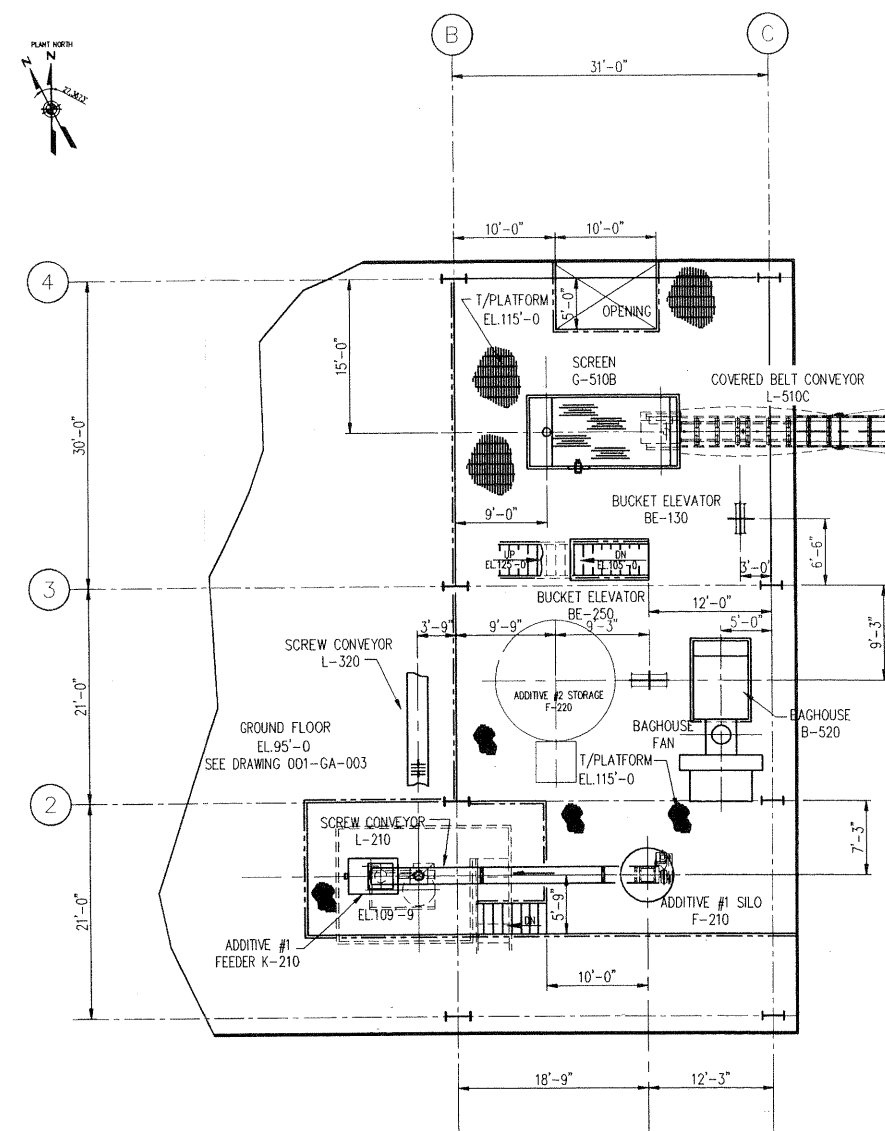 B
C
PLANT NORTH
N
N
27.3673°
31'-0"
10'-0"
10'-0"
4
T/PLATFORM
EL.115'-0
5'-0"
OPENING
15'-0"
SCREEN
G-510B
COVERED BELT CONVEYOR
L-510C
30'-0"
9'-0"
BUCKET ELEVATOR
BE-130
UP
EL.125'-0
DN
EL.105'-0
6'-6"
3'-0"
3
BUCKET ELEVATOR
BE-250
12'-0"
3'-9"
9'-9"
9'-3"
5'-0"
9'-3"
SCREW CONVEYOR
L-320
21'-0"
ADDITIVE #2 STORAGE
F-220
GROUND FLOOR
EL.95'-0
SEE DRAWING 001-GA-003
BAGHOUSE
FAN
BAGHOUSE
B-520
T/PLATFORM
EL.115'-0
2
SCREW CONVEYOR
L-210
7'-3"
EL.109'-9
5'-9"
ADDITIVE #1 SILO
F-210
DN
21'-0"
ADDITIVE #1
FEEDER K-210
10'-0"
18'-9"
12'-3"